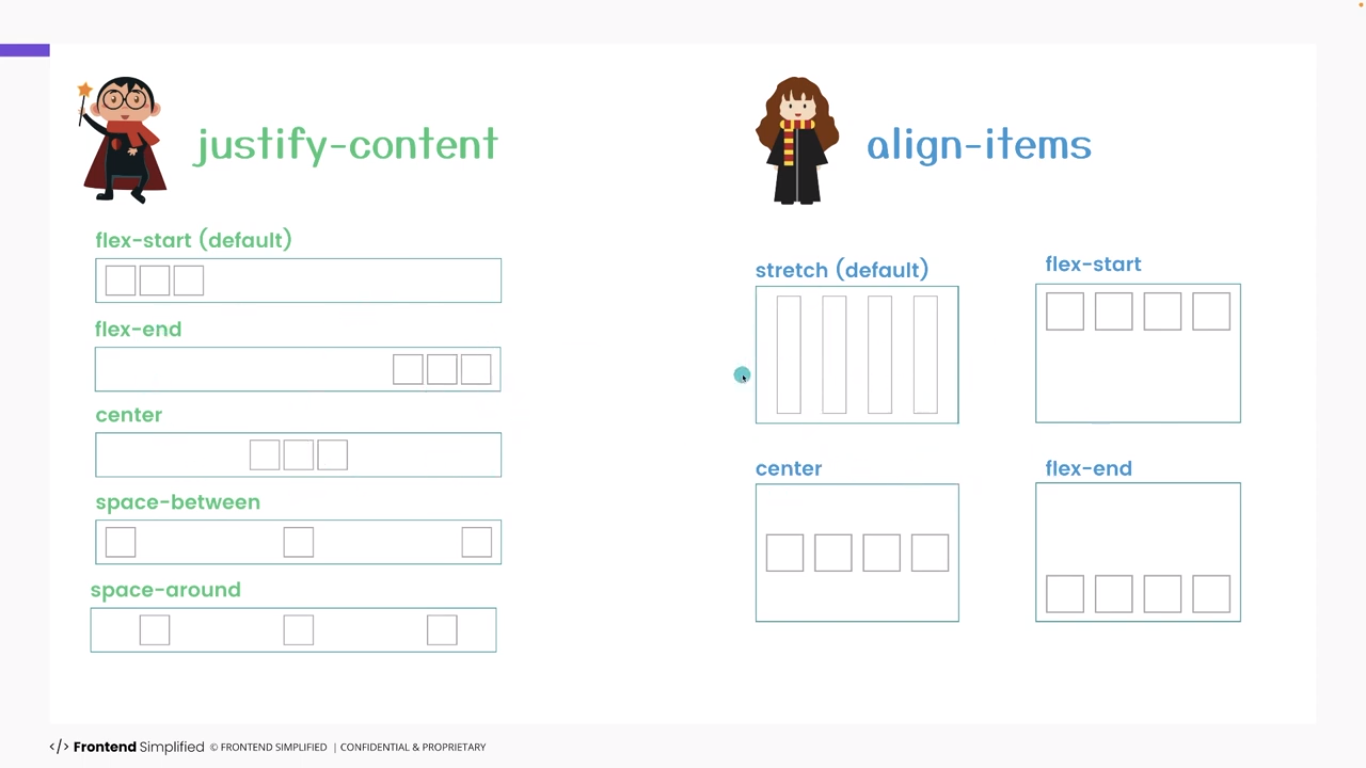 justify-content
flex-start (default)
flex-end
center
space-between
space-around
align-items
stretch (default)
flex-start
center
flex-end
</> Frontend Simplified © FRONTEND SIMPLIFIED | CONFIDENTIAL & PROPRIETARY